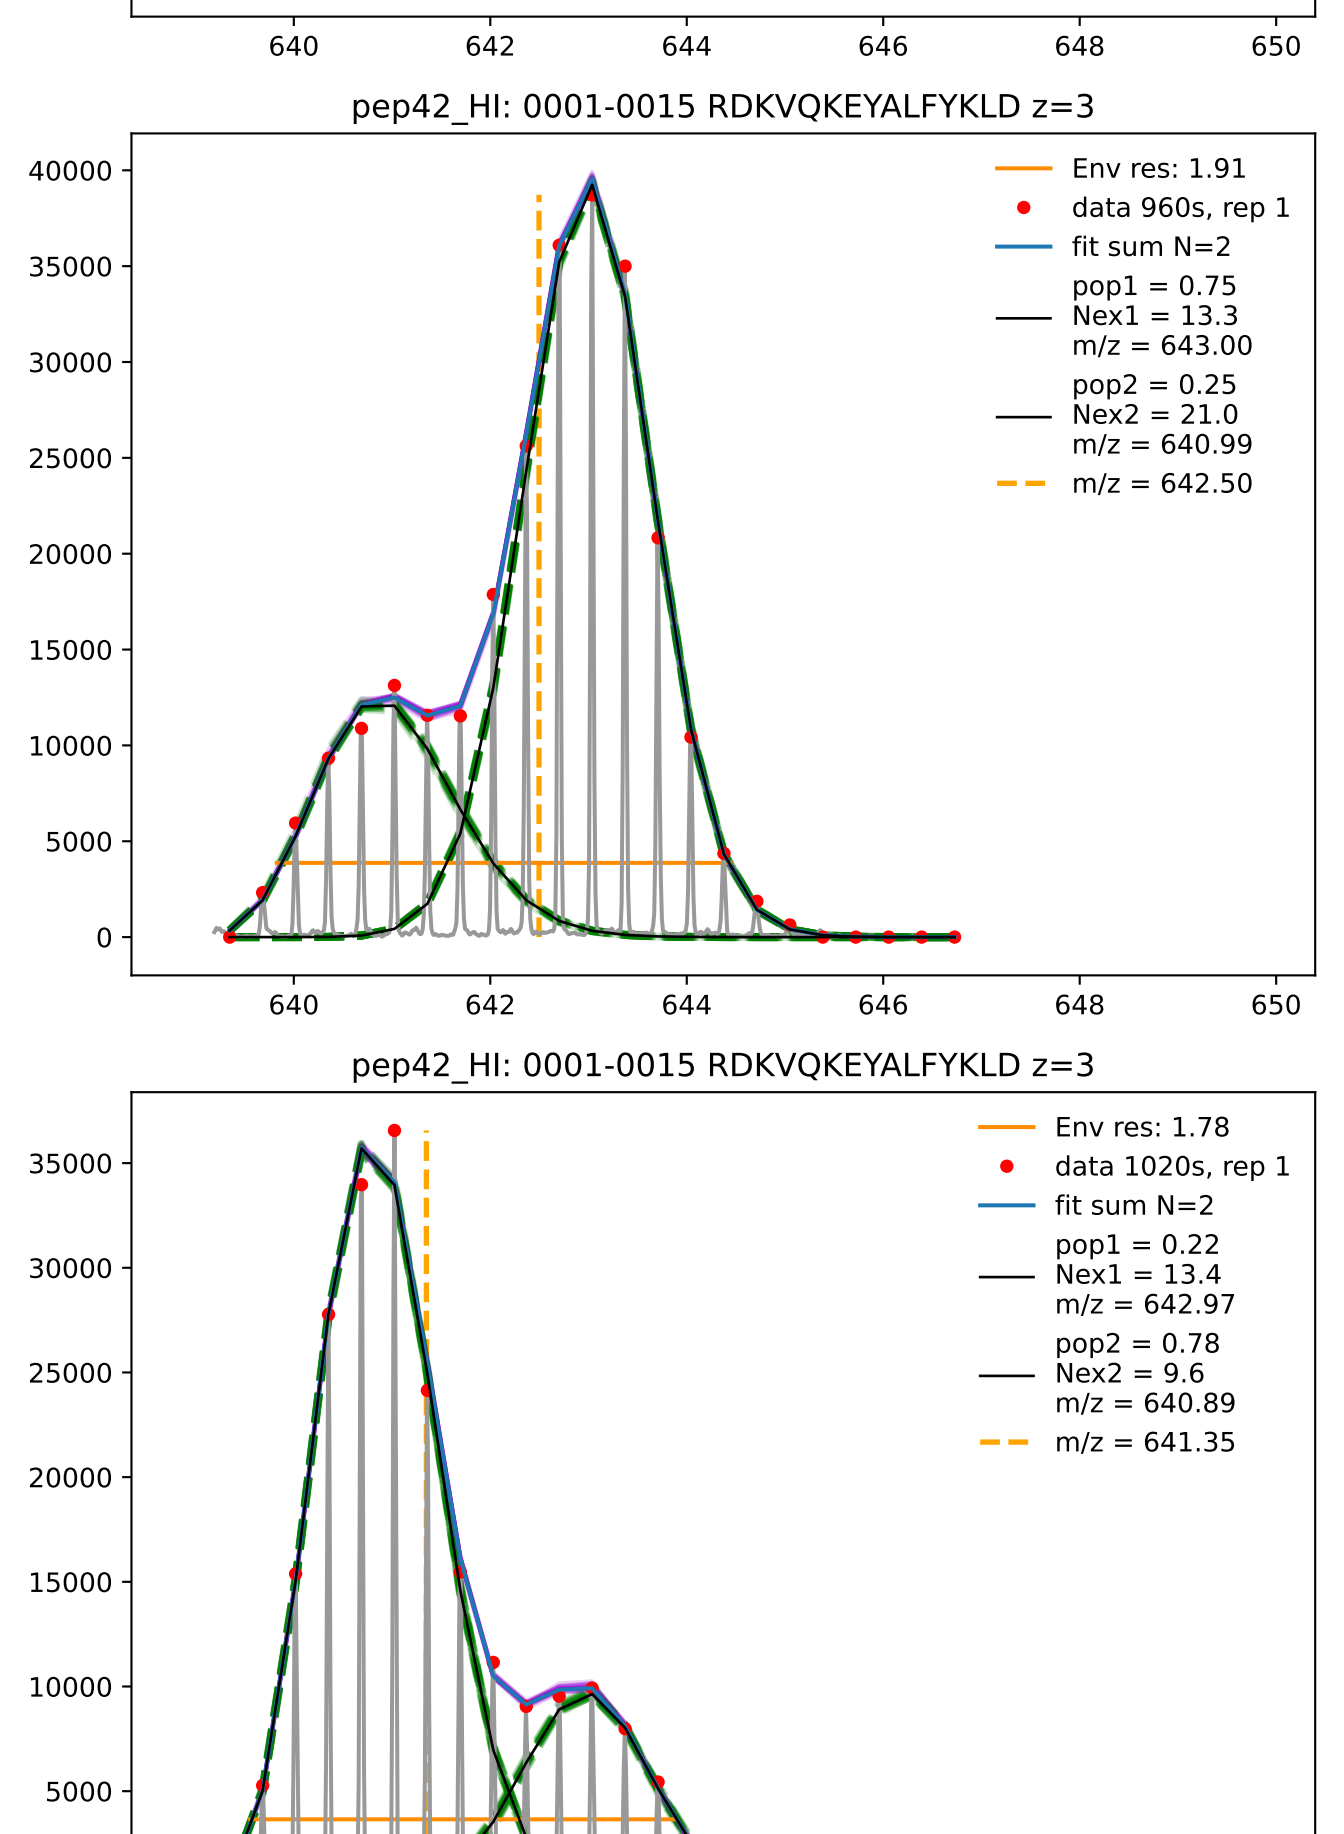 640 642 644 646 648 650
pep42_HI: 0001-0015 RDKVQKEYALFYKLD z=3
40000
35000
30000
25000
20000
15000
10000
5000
0
Env res: 1.91
data 960s, rep 1
fit sum N=2
pop1 = 0.75
Nex1 = 13.3
m/z = 643.00
pop2 = 0.25
Nex2 = 21.0
m/z = 640.99
m/z = 642.50
640 642 644 646 648 650
pep42_HI: 0001-0015 RDKVQKEYALFYKLD z=3
35000
30000
25000
20000
15000
10000
5000
Env res: 1.78
data 1020s, rep 1
fit sum N=2
pop1 = 0.22
Nex1 = 13.4
m/z = 642.97
pop2 = 0.78
Nex2 = 9.6
m/z = 640.89
m/z = 641.35